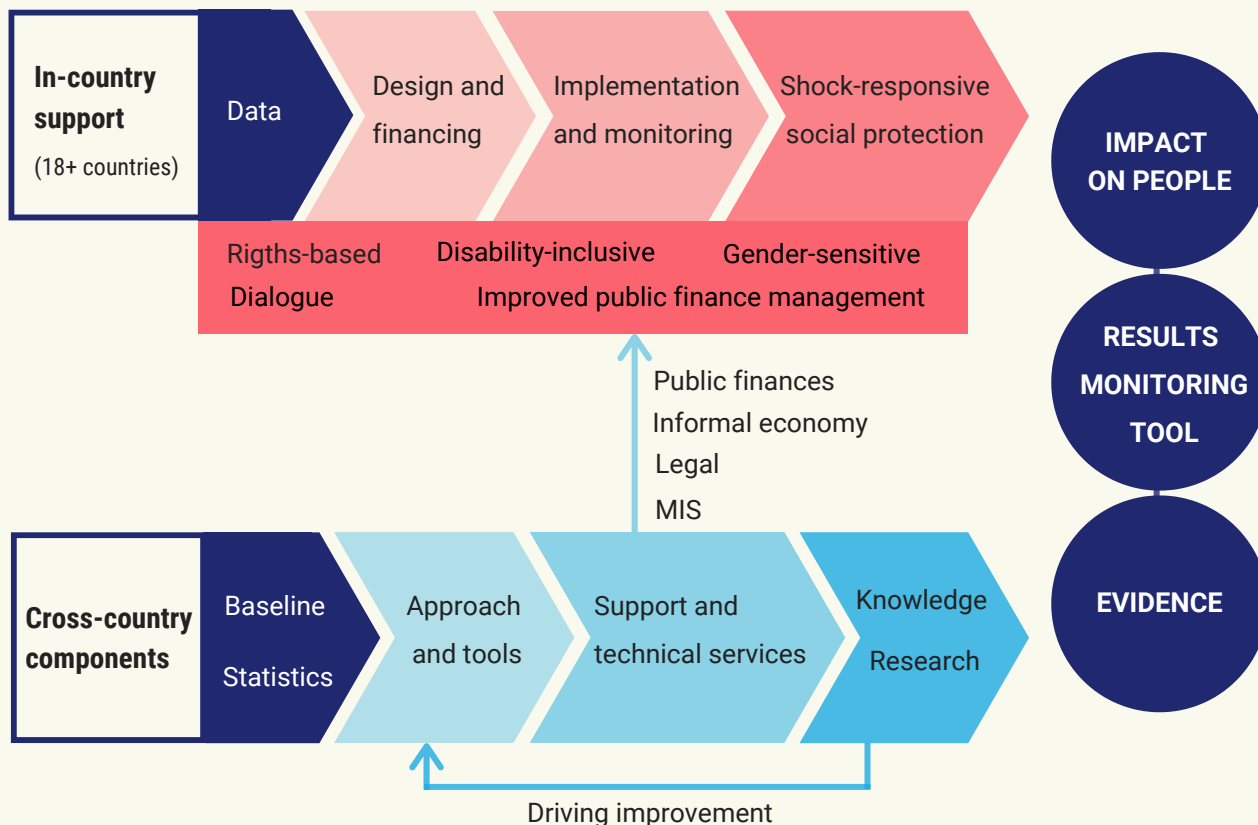 In-country
support
(18+ countries)
Data
Design and
financing
Implementation
and monitoring
Shock-responsive
social protection
Rigths-based
Disability-inclusive
Gender-sensitive
Dialogue
Improved public finance management
Public finances
Informal economy
Legal
MIS
Cross-country
components
Baseline
Statistics
Approach
and tools
Support and
technical services
Knowledge
Research
Driving improvement
IMPACT
ON PEOPLE
RESULTS
MONITORING
TOOL
EVIDENCE